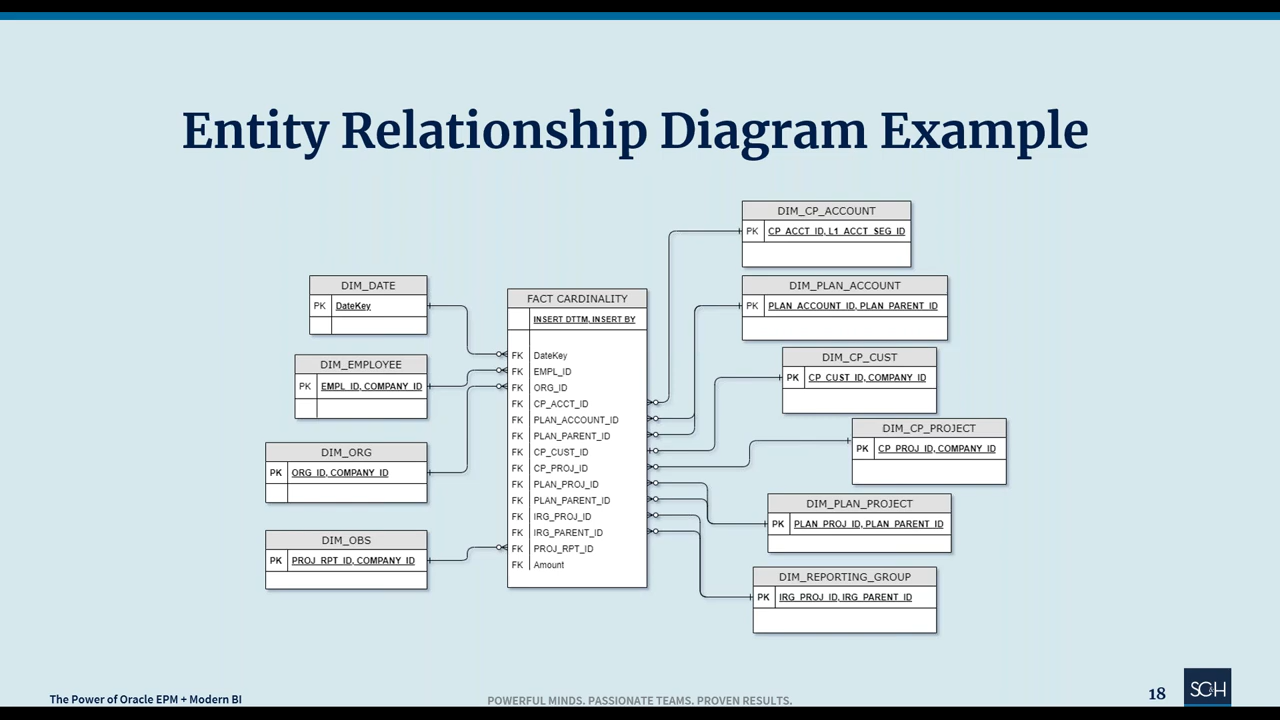 Entity Relationship Diagram Example
DIM_DATE
PK DateKey
DIM_EMPLOYEE
PK EMPL_ID, COMPANY_ID
DIM_ORG
PK ORG_ID, COMPANY_ID
DIM_OBS
PK PROJ_RPT_ID, COMPANY_ID
FACT CARDINALITY
INSERT DTTM, INSERT BY
FK DateKey
FK EMPL_ID
FK ORG_ID
FK CP_ACCT_ID
FK PLAN_ACCOUNT_ID
FK PLAN_PARENT_ID
FK CP_CUST_ID
FK CP_PROJ_ID
FK PLAN_PROJ_ID
FK PLAN_PARENT_ID
FK IRG_PROJ_ID
FK IRG_PARENT_ID
FK PROJ_RPT_ID
FK Amount
DIM_CP_ACCOUNT
PK CP_ACCT_ID, L1_ACCT_SEG_ID
DIM_PLAN_ACCOUNT
PK PLAN_ACCOUNT_ID, PLAN_PARENT_ID
DIM_CP_CUST
PK CP_CUST_ID, COMPANY_ID
DIM_CP_PROJECT
PK CP_PROJ_ID, COMPANY_ID
DIM_PLAN_PROJECT
PK PLAN_PROJ_ID, PLAN_PARENT_ID
DIM_REPORTING_GROUP
PK IRG_PROJ_ID, IRG_PARENT_ID
The Power of Oracle EPM + Modern BI
POWERFUL MINDS. PASSIONATE TEAMS. PROVEN RESULTS.
18
SC&H